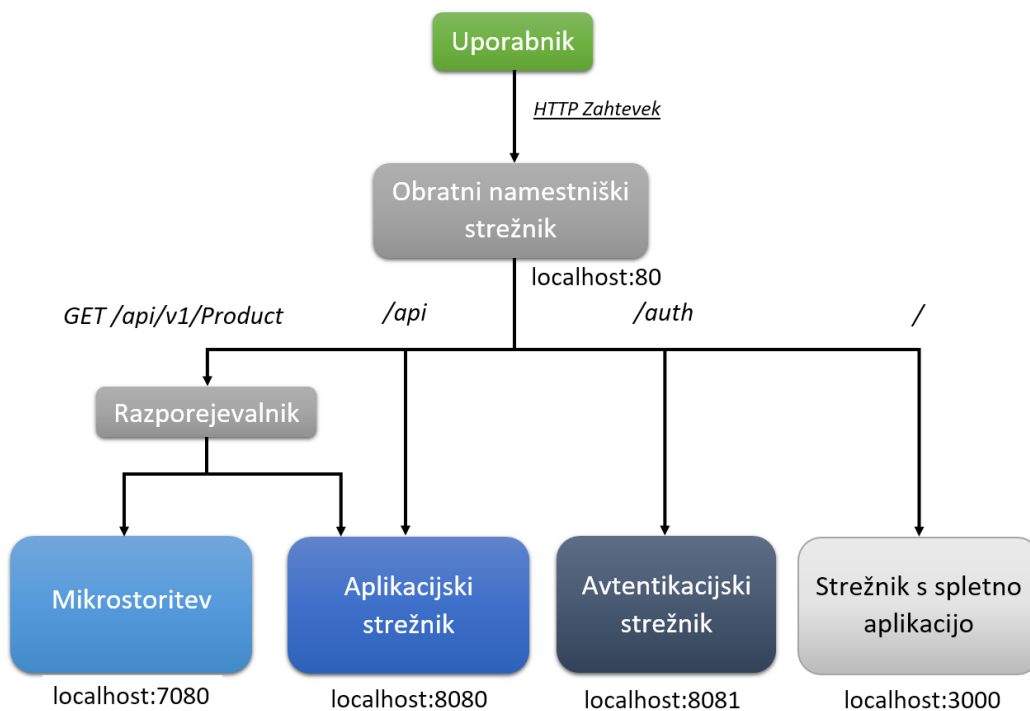 Uporabnik
HTTP Zahtevek
Obratni namestniški
strežnik
localhost:80
GET /api/v1/Product
/api
/auth
/
Razporejevalnik
Mikrostoritev
Aplikacijski
strežnik
Avtentikacijski
strežnik
Strežnik s spletno
aplikacijo
localhost:7080
localhost:8080
localhost:8081
localhost:3000